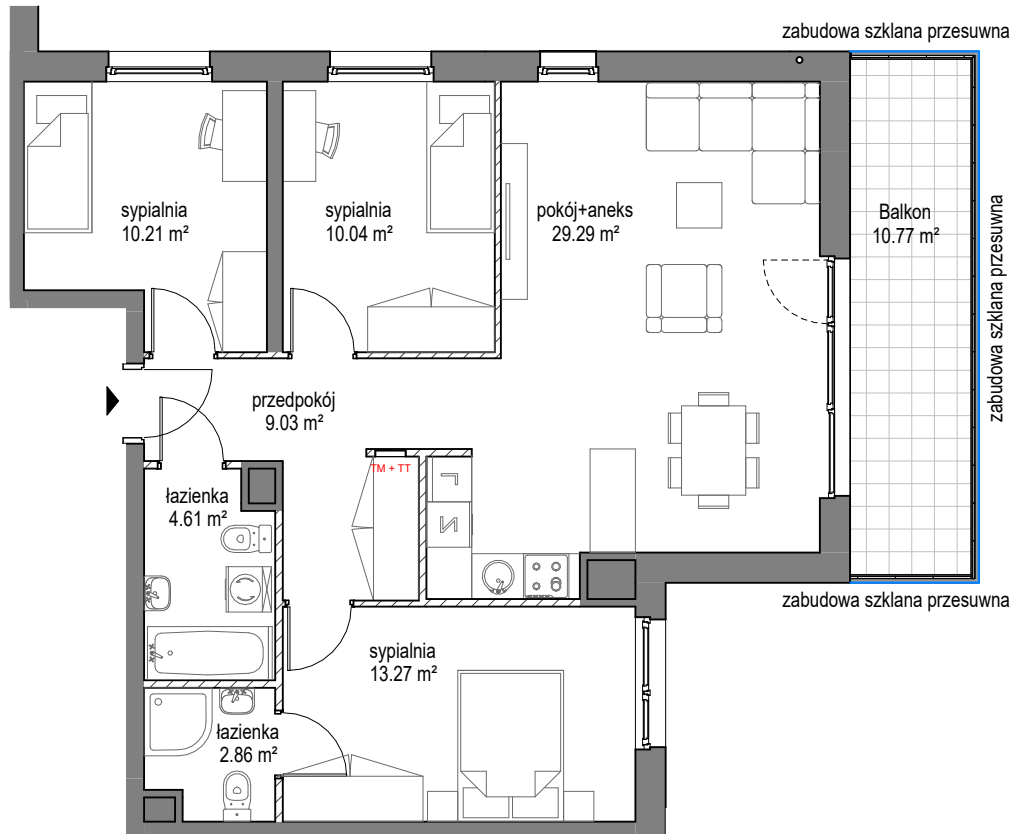 zabudowa szklana przesuwna
sypialnia
10.21 m²
sypialnia
10.04 m²
pokój+aneks
29.29 m²
Balkon
10.77 m²
zabudowa szklana przesuwna
przedpokój
9.03 m²
TM + TT
L
Z
łazienka
4.61 m²
zabudowa szklana przesuwna
sypialnia
13.27 m²
łazienka
2.86 m²